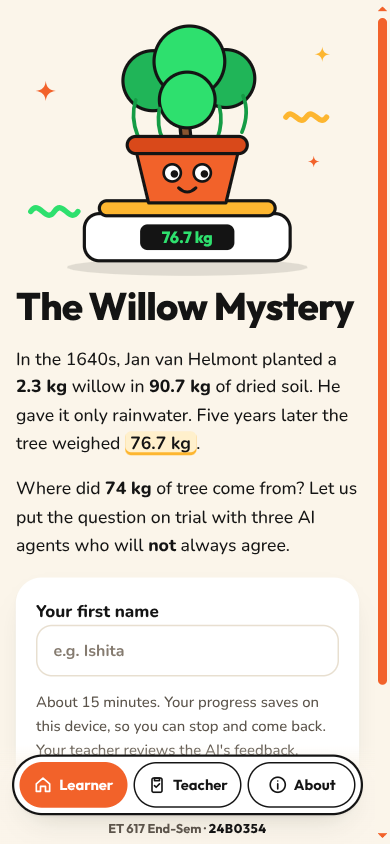 76.7 kg
The Willow Mystery
In the 1640s, Jan van Helmont planted a
2.3 kg willow in 90.7 kg of dried soil. He
gave it only rainwater. Five years later the
tree weighed 76.7 kg.
Where did 74 kg of tree come from? Let us
put the question on trial with three AI
agents who will not always agree.
Your first name
e.g. Ishita
About 15 minutes. Your progress saves on
this device, so you can stop and come back.
Your teacher reviews the AI's feedback.
Learner Teacher About
ET 617 End-Sem · 24B0354